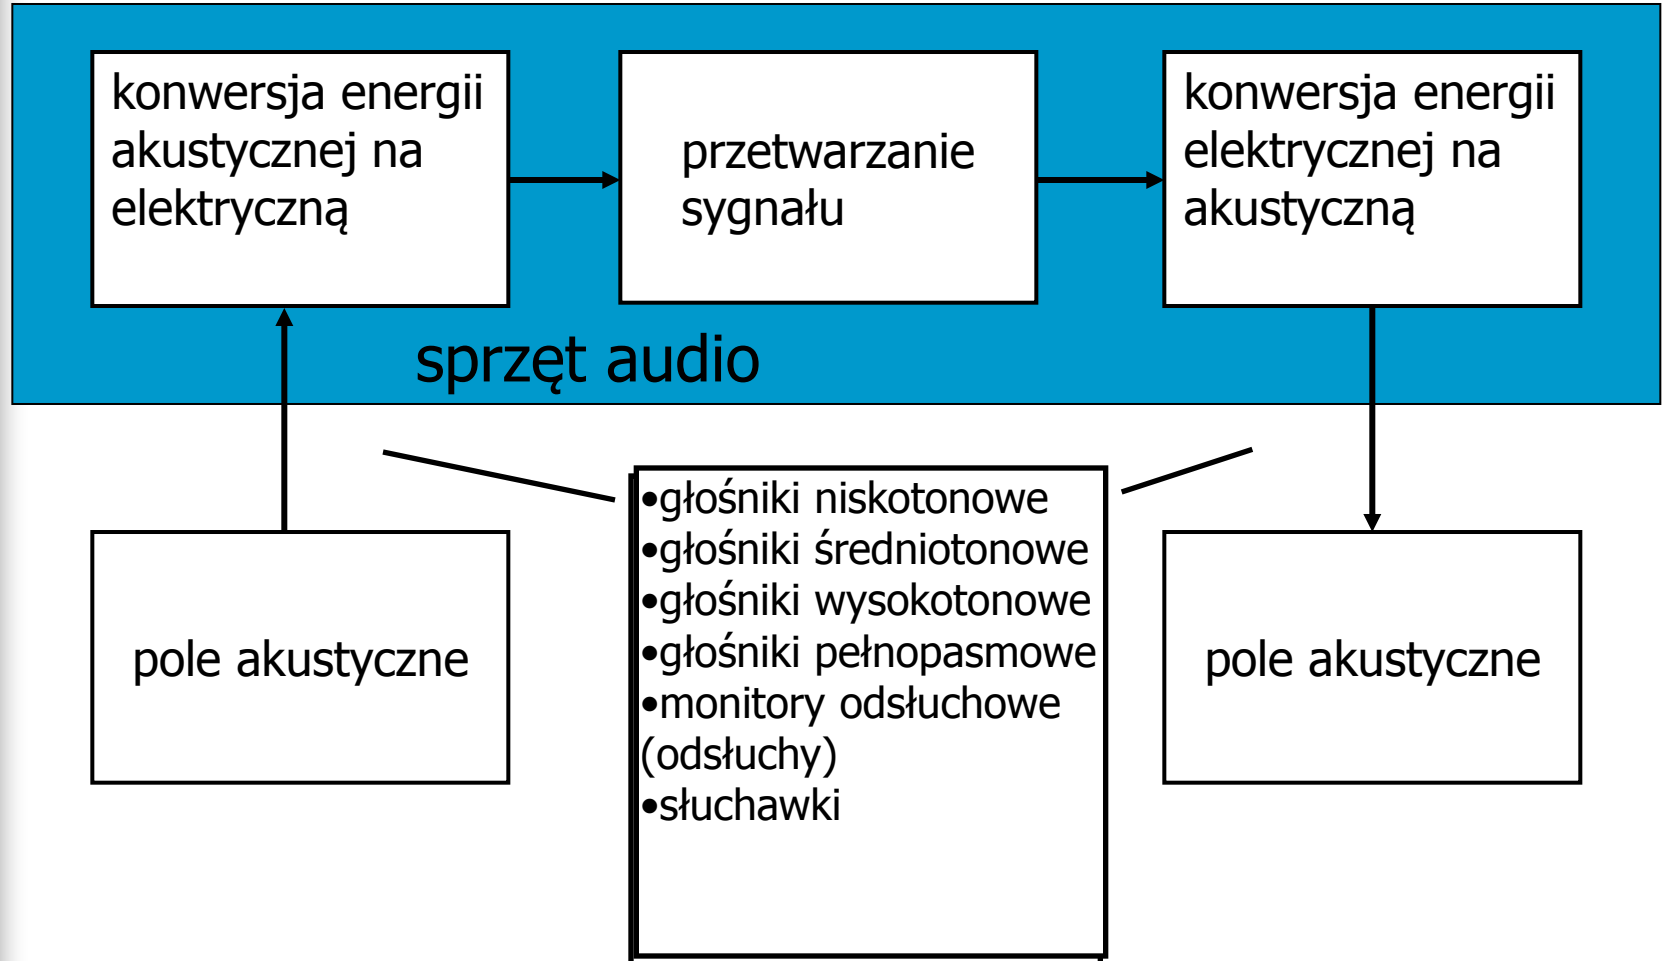 konwersja energii
akustycznej na
elektryczną
przetwarzanie
sygnału
konwersja energii
elektrycznej na
akustyczną
sprzęt audio
pole akustyczne
•głośniki niskotonowe
•głośniki średniotonowe
•głośniki wysokotonowe
•głośniki pełnopasmowe
•monitory odsłuchowe
(odsłuchy)
•słuchawki
pole akustyczne